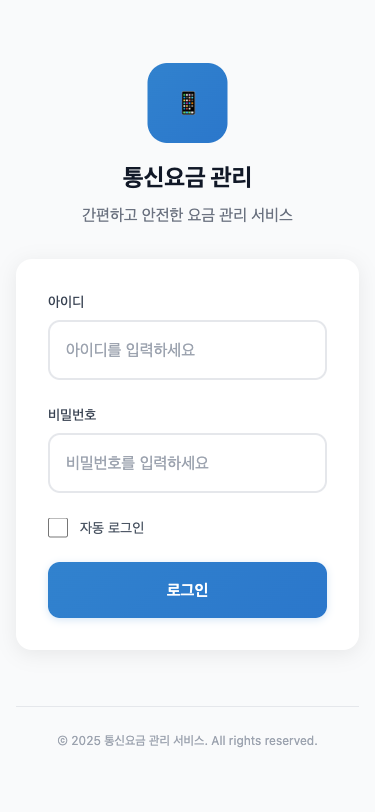 통신요금 관리
간편하고 안전한 요금 관리 서비스
아이디
아이디를 입력하세요
비밀번호
비밀번호를 입력하세요
자동 로그인
로그인
© 2025 통신요금 관리 서비스. All rights reserved.